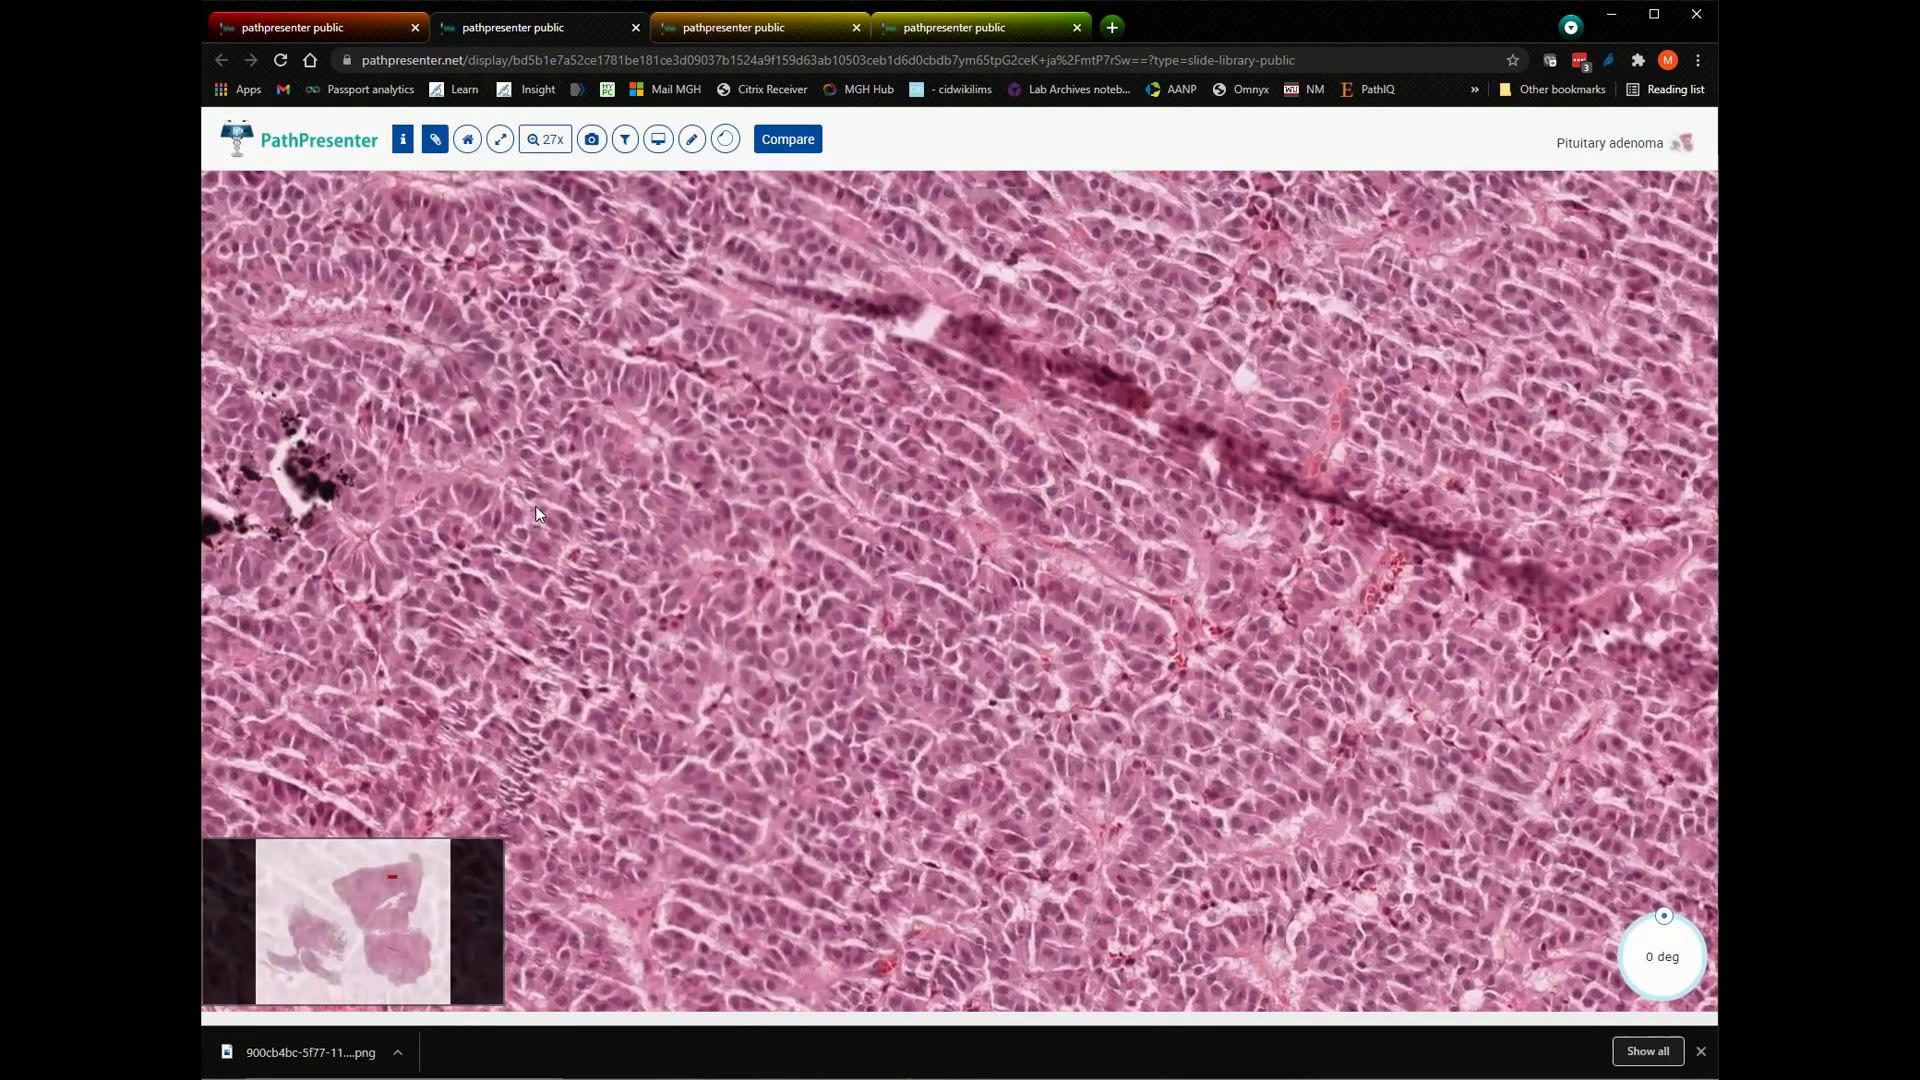 pathpresenter public
pathpresenter public
pathpresenter public
pathpresenter public
pathpresenter.net/display/bd5b1e7a52ce1781be181ce3d09037b1524a9f159d63ab10503ceb1d6d0cbdb7ym65tpG2ceK+ja%2FmtP7rSw==?type=slide-library-public
3
M
Apps
Passport analytics
Learn
Insight
Mail MGH
Citrix Receiver
MGH Hub
- cidwikilims
Lab Archives noteb...
AANP
Omnyx
NM
PathIQ
»
Other bookmarks
Reading list
PathPresenter
i
27x
Compare
Pituitary adenoma
0 deg
900cb4bc-5f77-11....png
Show all